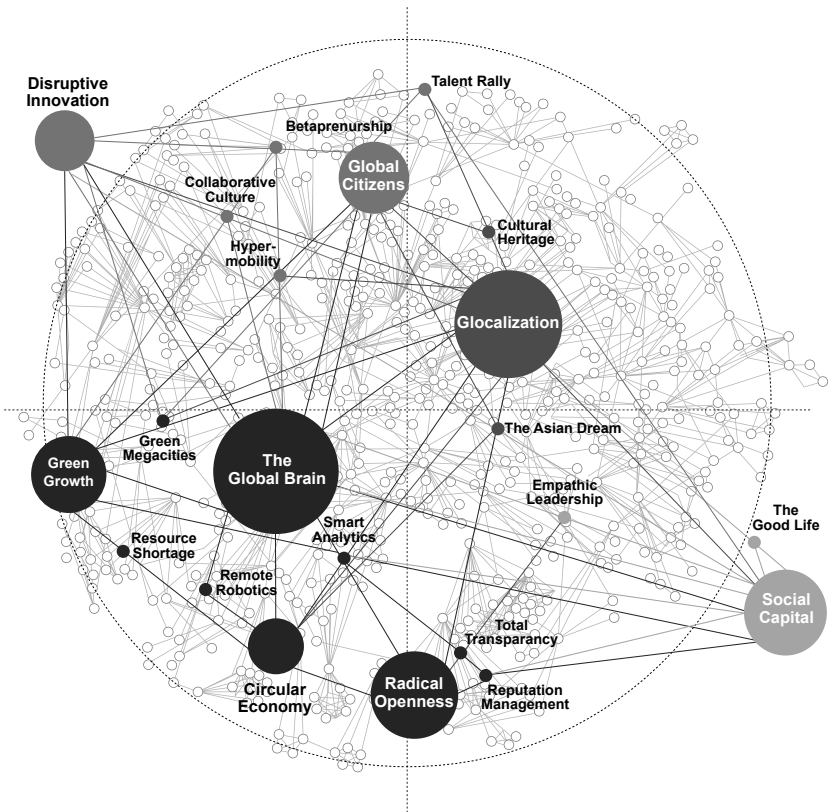 Talent Rally
Disruptive
Innovation
Betaprenurship
Global
Citizens
Collaborative
Culture
Cultural
Heritage
Hyper-
mobility
Glocalization
The Asian Dream
Green
Megacities
The
Global Brain
Green
Growth
Empathic
Leadership
The
Good Life
Smart
Analytics
Resource
Shortage
Remote
Robotics
Social
Capital
Total
Transparancy
Circular
Economy
Radical
Openness
Reputation
Management